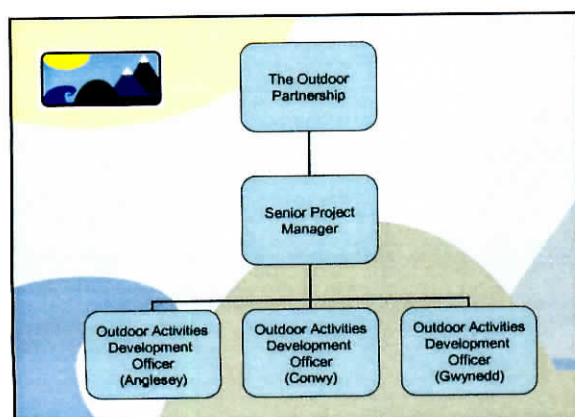 The Outdoor
Partnership
Senior Project
Manager
Outdoor Activities
Development
Officer
(Anglesey)
Outdoor Activities
Development
Officer
(Conwy)
Outdoor Activities
Development
Officer
(Gwynedd)